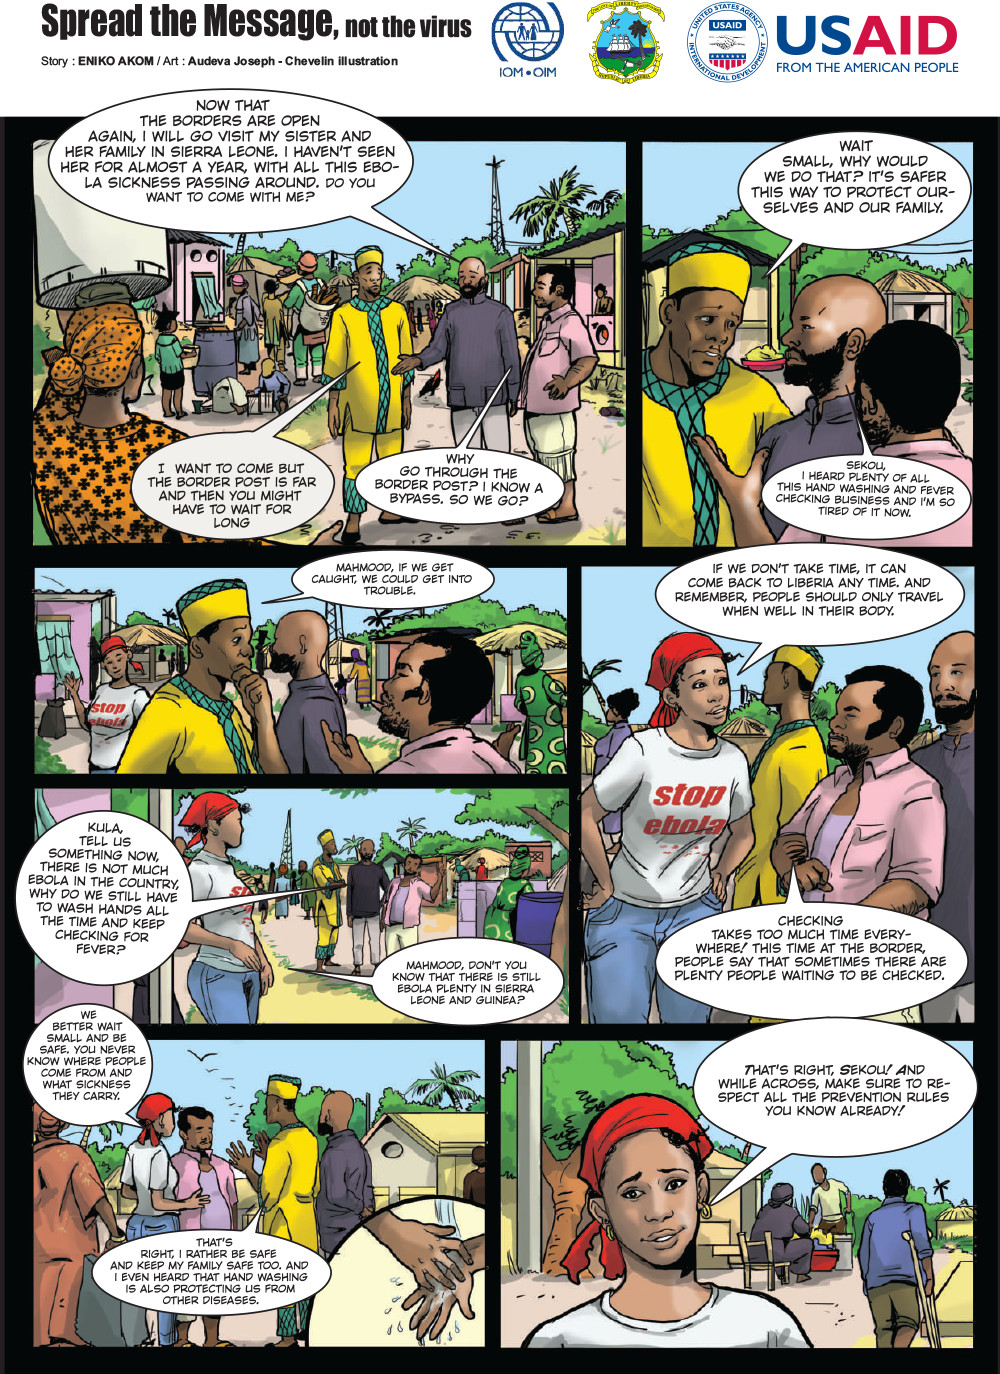 Spread the Message, not the virus
Story : ENIKO AKOM / Art : Audeva Joseph - Chevelin illustration
IOM • OIM
UNITED STATES AGENCY
USAID
INTERNATIONAL DEVELOPMENT
USAID
FROM THE AMERICAN PEOPLE
NOW THAT
THE BORDERS ARE OPEN
AGAIN, I WILL GO VISIT MY SISTER AND
HER FAMILY IN SIERRA LEONE. I HAVEN'T SEEN
HER FOR ALMOST A YEAR, WITH ALL THIS EBO-
LA SICKNESS PASSING AROUND. DO YOU
WANT TO COME WITH ME?
I WANT TO COME BUT
THE BORDER POST IS FAR
AND THEN YOU MIGHT
HAVE TO WAIT FOR
LONG
WHY
GO THROUGH THE
BORDER POST? I KNOW A
BYPASS. SO WE GO?
WAIT
SMALL, WHY WOULD
WE DO THAT? IT'S SAFER
THIS WAY TO PROTECT OUR-
SELVES AND OUR FAMILY.
SEKOU,
I HEARD PLENTY OF ALL
THIS HAND WASHING AND FEVER
CHECKING BUSINESS AND I'M SO
TIRED OF IT NOW.
MAHMOOD, IF WE GET
CAUGHT, WE COULD GET INTO
TROUBLE.
stop
ebola
IF WE DON'T TAKE TIME, IT CAN
COME BACK TO LIBERIA ANY TIME. AND
REMEMBER, PEOPLE SHOULD ONLY TRAVEL
WHEN WELL IN THEIR BODY.
stop
ebola
CHECKING
TAKES TOO MUCH TIME EVERY-
WHERE! THIS TIME AT THE BORDER,
PEOPLE SAY THAT SOMETIMES THERE ARE
PLENTY PEOPLE WAITING TO BE CHECKED.
KULA,
TELL US
SOMETHING NOW,
THERE IS NOT MUCH
EBOLA IN THE COUNTRY,
WHY DO WE STILL HAVE
TO WASH HANDS ALL
THE TIME AND KEEP
CHECKING FOR
FEVER?
MAHMOOD, DON'T YOU
KNOW THAT THERE IS STILL
EBOLA PLENTY IN SIERRA
LEONE AND GUINEA?
WE
BETTER WAIT
SMALL AND BE
SAFE. YOU NEVER
KNOW WHERE PEOPLE
COME FROM AND
WHAT SICKNESS
THEY CARRY.
THAT'S
RIGHT, I RATHER BE SAFE
AND KEEP MY FAMILY SAFE TOO. AND
I EVEN HEARD THAT HAND WASHING
IS ALSO PROTECTING US FROM
OTHER DISEASES.
THAT'S RIGHT, SEKOU! AND
WHILE ACROSS, MAKE SURE TO RE-
SPECT ALL THE PREVENTION RULES
YOU KNOW ALREADY!